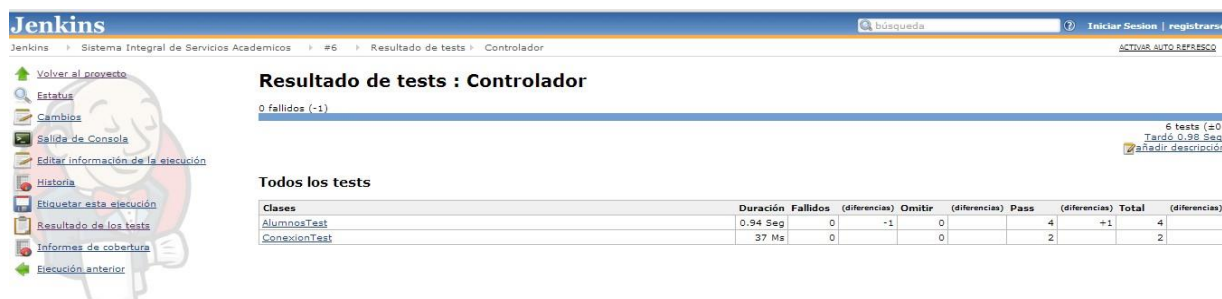 Jenkins
búsqueda
Iniciar Sesion | registrarse
Jenkins Sistema Integral de Servicios Academicos #6 Resultado de tests Controlador
ACTIVAR AUTO REFRESCO
Volver al proyecto
Estatus
Cambios
Salida de Consola
Editar información de la ejecución
Historia
Etiquetar esta ejecución
Resultado de los tests
Informes de cobertura
Ejecución anterior
Resultado de tests : Controlador
0 fallidos (-1)
6 tests (±0
Tardó 0.98 Seg
añadir descripción
Todos los tests
Clases Duración Fallidos (diferencias) Omitir (diferencias) Pass (diferencias) Total (diferencias)
AlumnosTest 0.94 Seg 0 -1 0 4 +1 4
ConexionTest 37 Ms 0 0 2 2